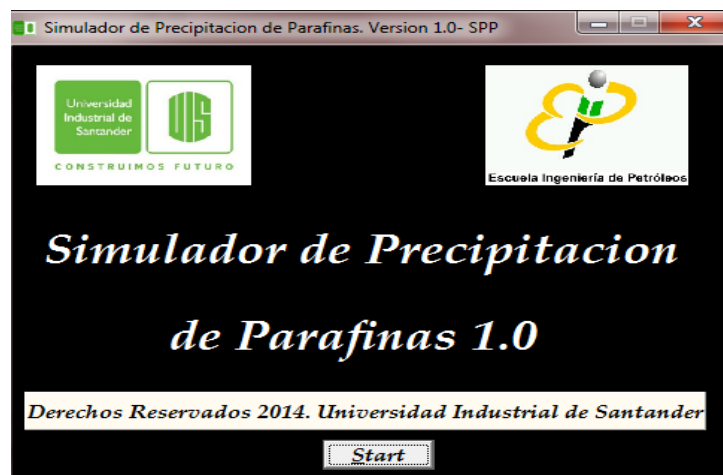 Simulador de Precipitacion de Parafinas. Version 1.0- SPP
Universidad
Industrial de
Santander
UIS
CONSTRUIMOS FUTURO
Escuela Ingeniería de Petróleos
Simulador de Precipitacion
de Parafinas 1.0
Derechos Reservados 2014. Universidad Industrial de Santander
Start